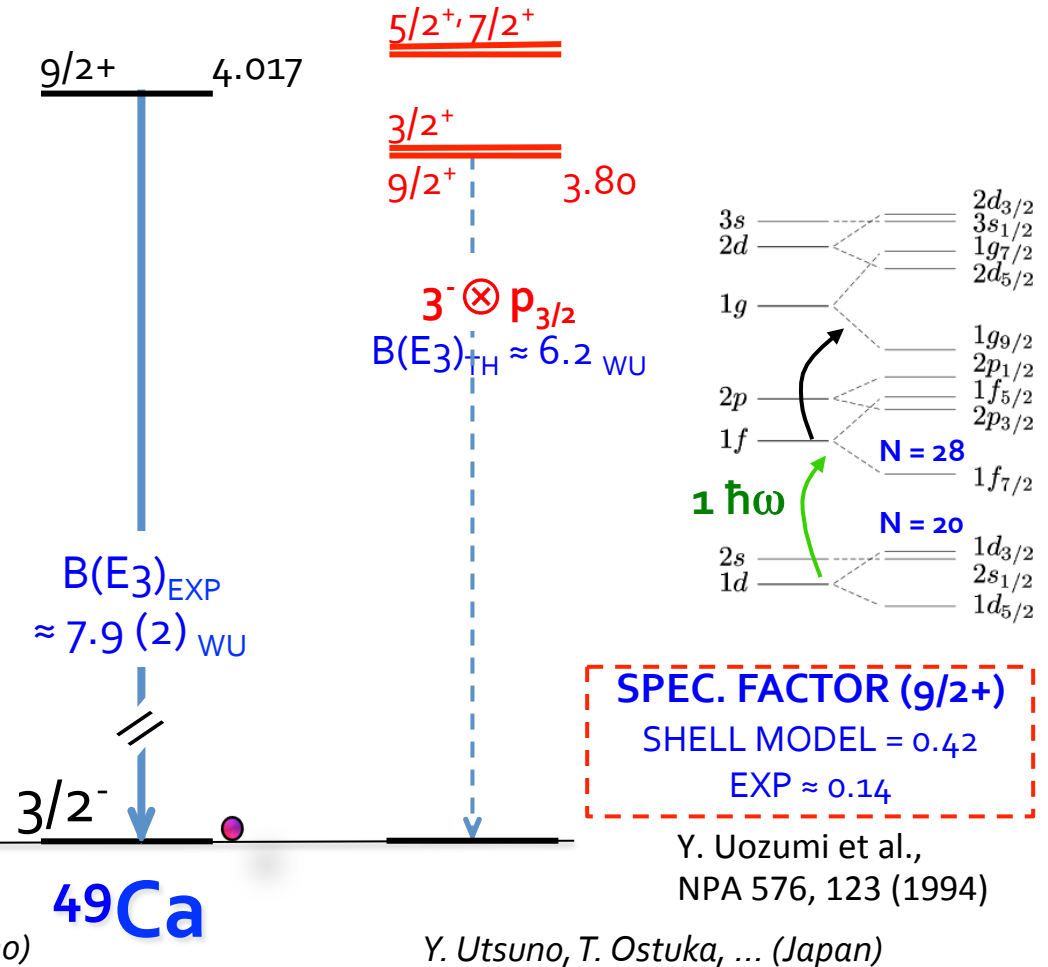 9/2+ 4.017
B(E3)EXP
≈ 7.9 (2) WU
3/2-
49Ca
5/2+, 7/2+
3/2+
9/2+ 3.80
3- ⊗ p3/2
B(E3)TH ≈ 6.2 WU
3s
2d
1g
2p
1f
2s
1d
2d3/2
3s1/2
1g7/2
2d5/2
1g9/2
2p1/2
1f5/2
2p3/2
N = 28
1f7/2
1 ħω
N = 20
1d3/2
2s1/2
1d5/2
SPEC. FACTOR (9/2+)
SHELL MODEL = 0.42
EXP ≈ 0.14
Y. Uozumi et al.,
NPA 576, 123 (1994)
Y. Utsuno, T. Ostuka, ... (Japan)